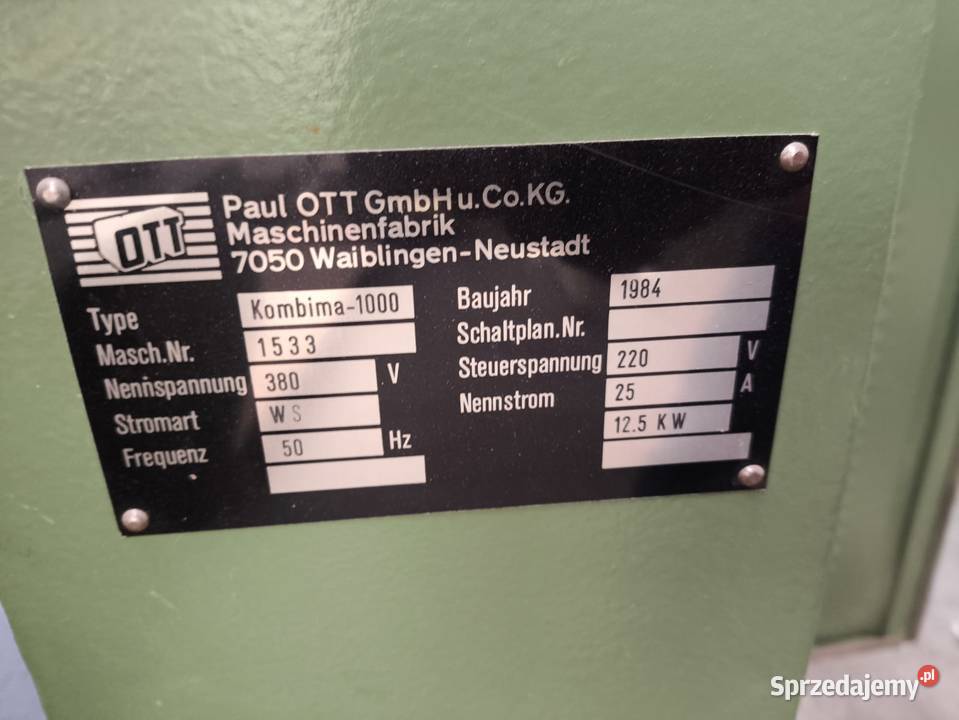 OTT
Paul OTT GmbH u. Co. KG.
Maschinenfabrik
7050 Waiblingen-Neustadt
Type Kombima-1000
Masch.Nr. 1533
Nennspannung 380 V
Stromart WS
Frequenz 50 Hz
Baujahr 1984
Schaltplan.Nr.
Steuerspannung 220 V
Nennstrom 25 A
12.5 KW
Sprzedajemy.pl